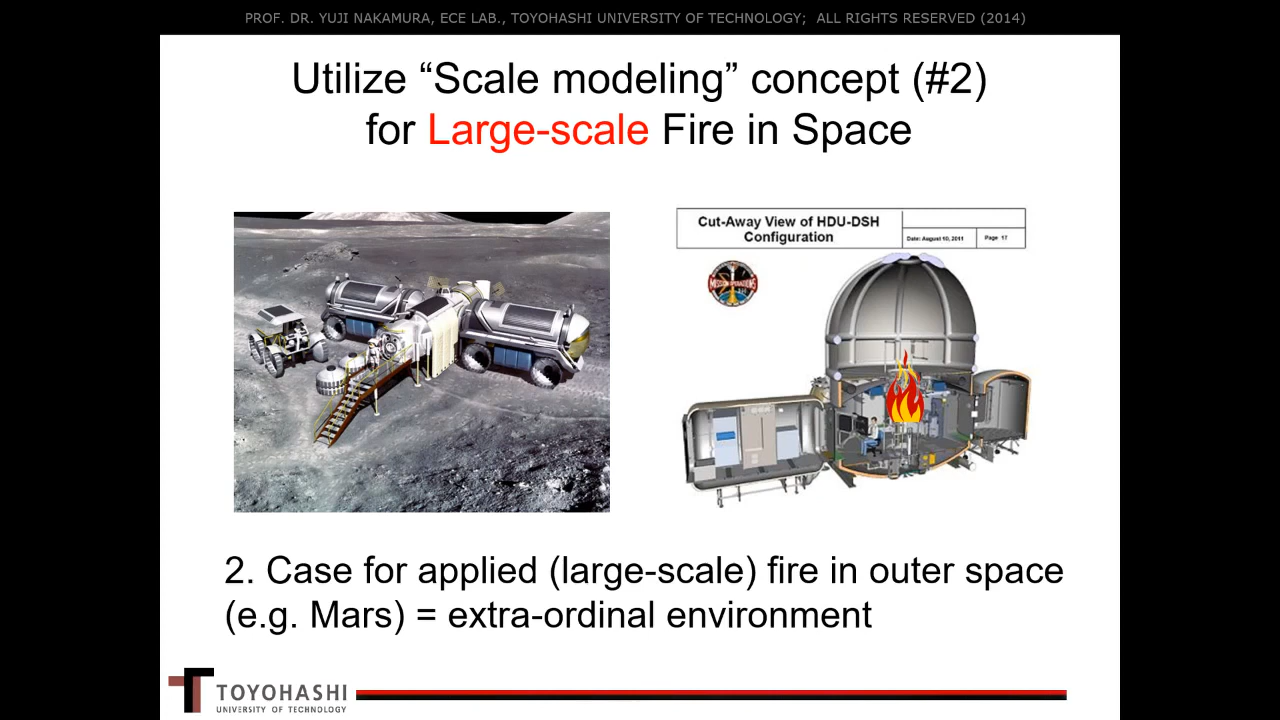 PROF. DR. YUJI NAKAMURA, ECE LAB., TOYOHASHI UNIVERSITY OF TECHNOLOGY; ALL RIGHTS RESERVED (2014)
Utilize “Scale modeling” concept (#2)
for Large-scale Fire in Space
Cut-Away View of HDU-DSH
Configuration
Date: August 10, 2011
Page 17
MISSION OPERATIONS
2. Case for applied (large-scale) fire in outer space
(e.g. Mars) = extra-ordinal environment
TOYOHASHI
UNIVERSITY OF TECHNOLOGY